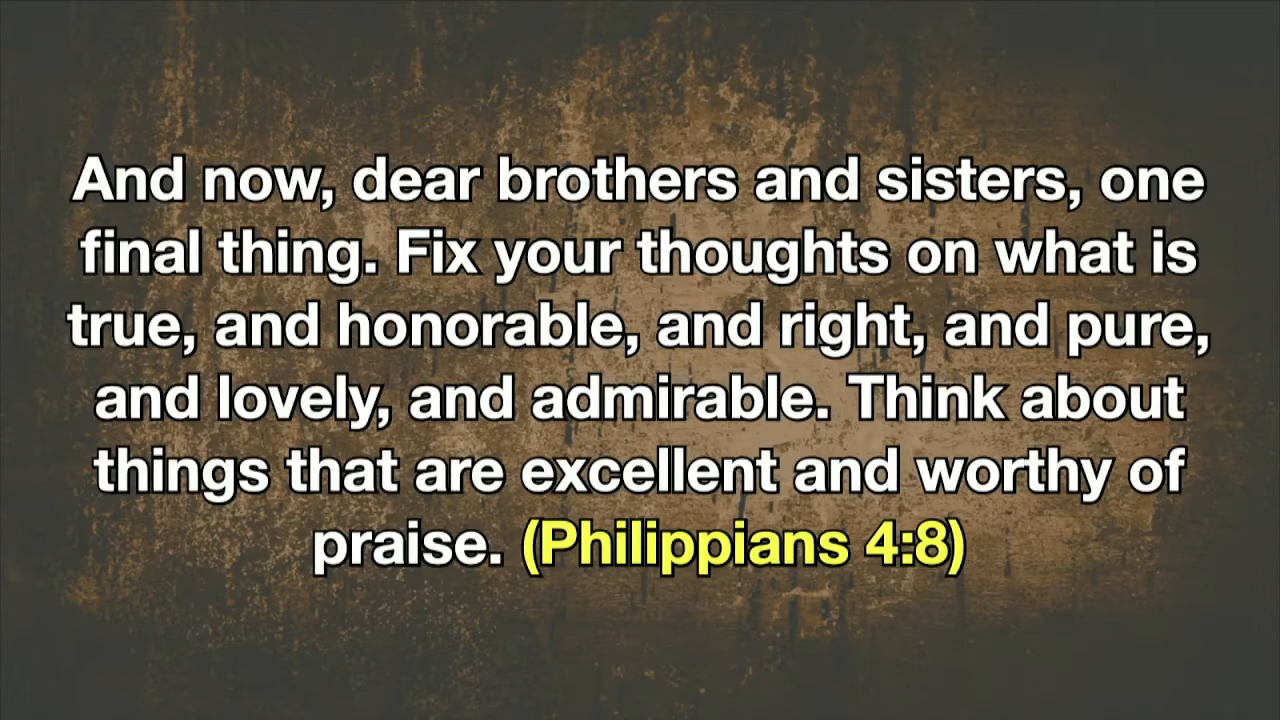 And now, dear brothers and sisters, one
final thing. Fix your thoughts on what is
true, and honorable, and right, and pure,
and lovely, and admirable. Think about
things that are excellent and worthy of
praise. (Philippians 4:8)